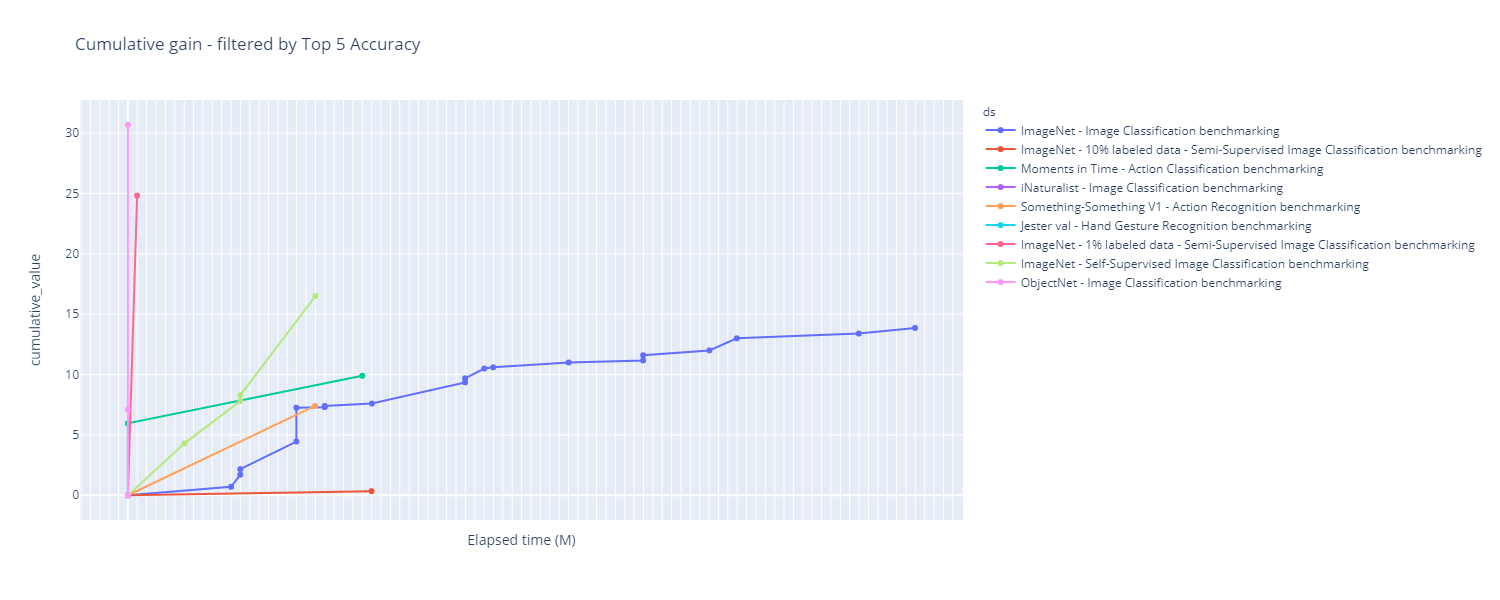 Cumulative gain - filtered by Top 5 Accuracy
30
25
20
15
10
5
0
cumulative_value
Elapsed time (M)
ds
ImageNet - Image Classification benchmarking
ImageNet - 10% labeled data - Semi-Supervised Image Classification benchmarking
Moments in Time - Action Classification benchmarking
iNaturalist - Image Classification benchmarking
Something-Something V1 - Action Recognition benchmarking
Jester val - Hand Gesture Recognition benchmarking
ImageNet - 1% labeled data - Semi-Supervised Image Classification benchmarking
ImageNet - Self-Supervised Image Classification benchmarking
ObjectNet - Image Classification benchmarking